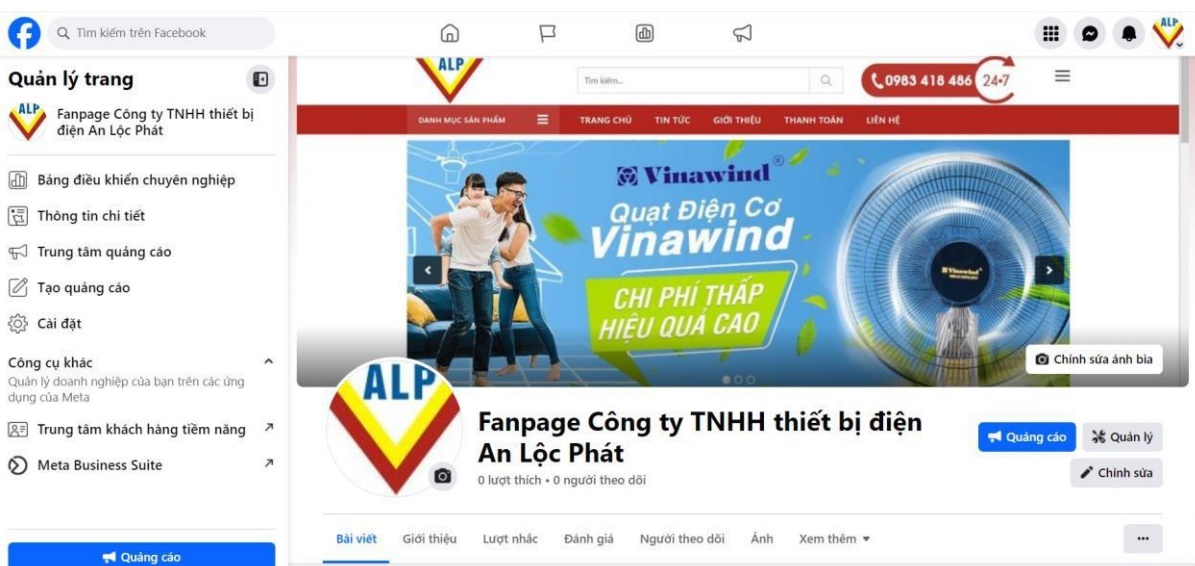 Tìm kiếm trên Facebook
ALP
Quản lý trang
ALP
Fanpage Công ty TNHH thiết bị
điện An Lộc Phát
Bảng điều khiển chuyên nghiệp
Thông tin chi tiết
Trung tâm quảng cáo
Tạo quảng cáo
Cài đặt
Công cụ khác
Quản lý doanh nghiệp của bạn trên các ứng
dụng của Meta
Trung tâm khách hàng tiềm năng
Meta Business Suite
Quảng cáo
ALP
Tìm kiếm...
0983 418 486 24-7
DANH MỤC SẢN PHẨM
TRANG CHỦ TIN TỨC GIỚI THIỆU THANH TOÁN LIÊN HỆ
Vinawind®
Quạt Điện Cơ
Vinawind
CHI PHÍ THẤP
HIỆU QUẢ CAO
Vinawind
Chỉnh sửa ảnh bìa
ALP
Fanpage Công ty TNHH thiết bị điện
An Lộc Phát
0 lượt thích • 0 người theo dõi
Quảng cáo
Quản lý
Chỉnh sửa
Bài viết Giới thiệu Lượt nhắc Đánh giá Người theo dõi Ảnh Xem thêm